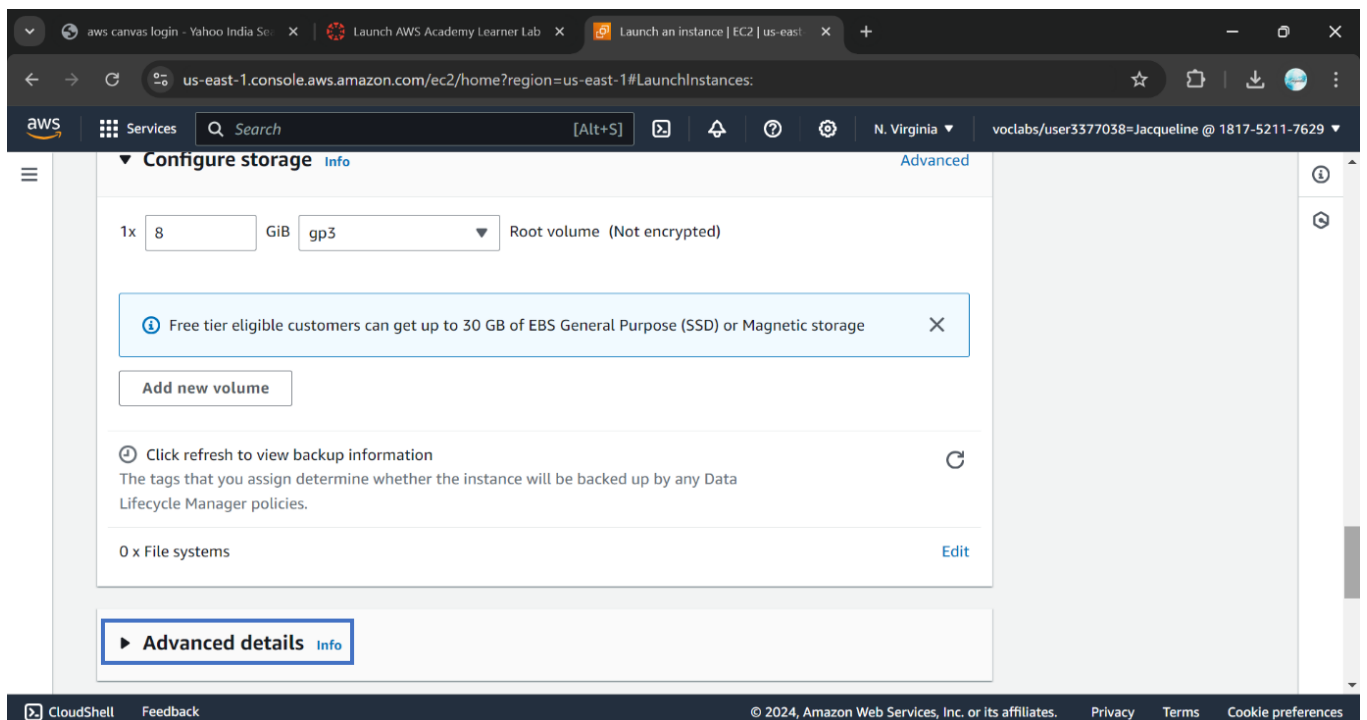 aws canvas login - Yahoo India Se
Launch AWS Academy Learner Lab
Launch an instance | EC2 | us-east
us-east-1.console.aws.amazon.com/ec2/home?region=us-east-1#LaunchInstances:
aws
Services
Search
[Alt+S]
N. Virginia
voclabs/user3377038=Jacqueline @ 1817-5211-7629
Configure storage Info
Advanced
1x 8 GiB gp3 Root volume (Not encrypted)
Free tier eligible customers can get up to 30 GB of EBS General Purpose (SSD) or Magnetic storage
Add new volume
Click refresh to view backup information
The tags that you assign determine whether the instance will be backed up by any Data
Lifecycle Manager policies.
0 x File systems
Edit
Advanced details Info
CloudShell
Feedback
© 2024, Amazon Web Services, Inc. or its affiliates.
Privacy
Terms
Cookie preferences